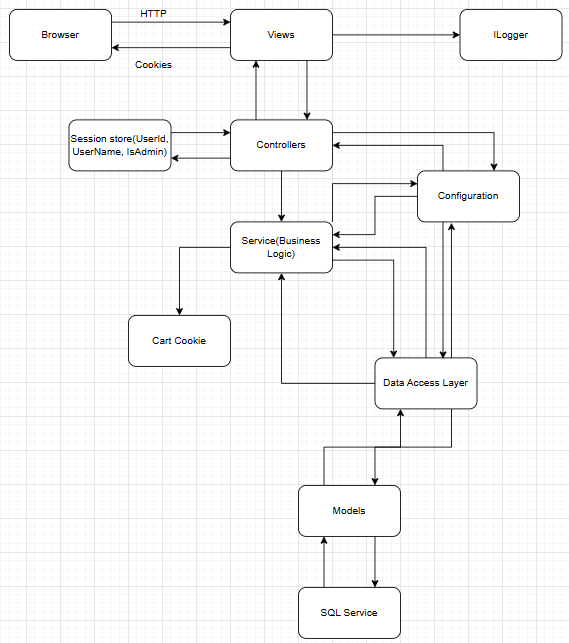 HTTP
Browser
Views
ILogger
Cookies
Session store(UserId,
UserName, IsAdmin)
Controllers
Configuration
Service(Business
Logic)
Cart Cookie
Data Access Layer
Models
SQL Service